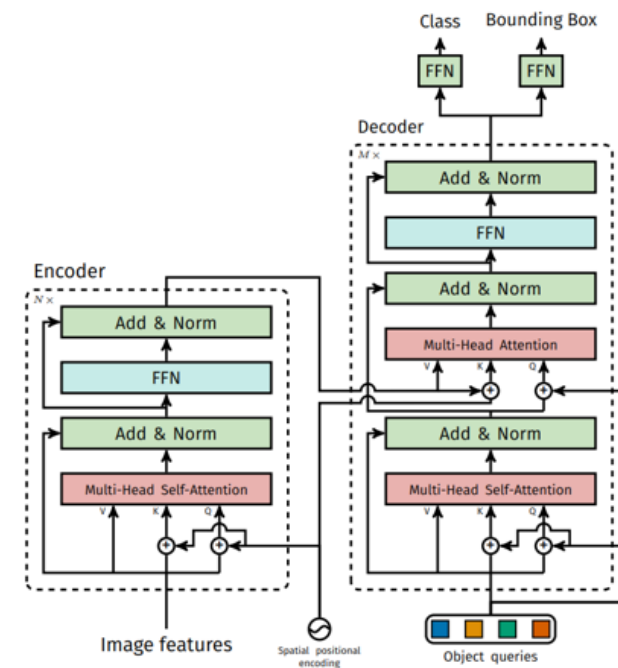 Class
Bounding Box
FFN
FFN
Decoder
M ×
Add & Norm
FFN
Add & Norm
Multi-Head Attention
V
K
Q
Add & Norm
Multi-Head Self-Attention
V
K
Q
Object queries
Encoder
N ×
Add & Norm
FFN
Add & Norm
Multi-Head Self-Attention
V
K
Q
Image features
Spatial positional
encoding